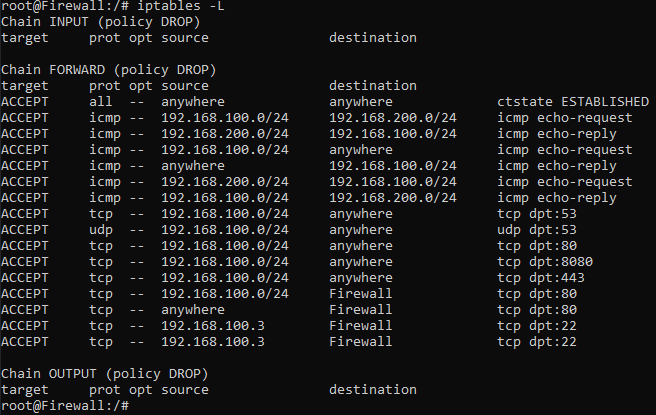 root@Firewall:/# iptables -L
Chain INPUT (policy DROP)
target     prot opt source               destination

Chain FORWARD (policy DROP)
target     prot opt source               destination
ACCEPT     all  --  anywhere             anywhere             ctstate ESTABLISHED
ACCEPT     icmp --  192.168.100.0/24     192.168.200.0/24     icmp echo-request
ACCEPT     icmp --  192.168.200.0/24     192.168.100.0/24     icmp echo-reply
ACCEPT     icmp --  192.168.100.0/24     anywhere             icmp echo-request
ACCEPT     icmp --  anywhere             192.168.100.0/24     icmp echo-reply
ACCEPT     icmp --  192.168.200.0/24     192.168.100.0/24     icmp echo-request
ACCEPT     icmp --  192.168.100.0/24     192.168.200.0/24     icmp echo-reply
ACCEPT     tcp  --  192.168.100.0/24     anywhere             tcp dpt:53
ACCEPT     udp  --  192.168.100.0/24     anywhere             udp dpt:53
ACCEPT     tcp  --  192.168.100.0/24     anywhere             tcp dpt:80
ACCEPT     tcp  --  192.168.100.0/24     anywhere             tcp dpt:8080
ACCEPT     tcp  --  192.168.100.0/24     anywhere             tcp dpt:443
ACCEPT     tcp  --  192.168.100.0/24     Firewall             tcp dpt:80
ACCEPT     tcp  --  anywhere             Firewall             tcp dpt:80
ACCEPT     tcp  --  192.168.100.3        Firewall             tcp dpt:22
ACCEPT     tcp  --  192.168.100.3        Firewall             tcp dpt:22

Chain OUTPUT (policy DROP)
target     prot opt source               destination
root@Firewall:/#